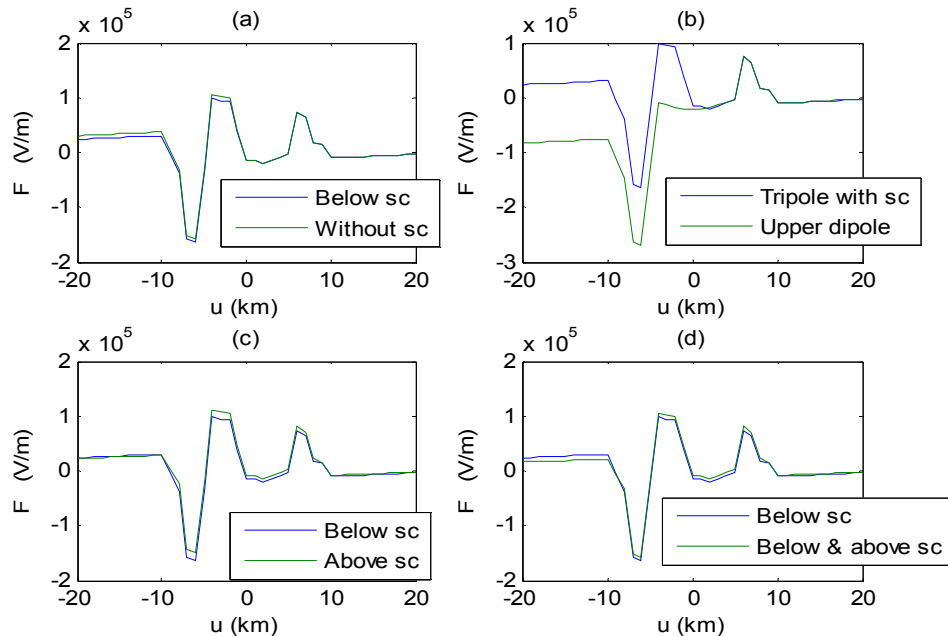 (a)
x 10^5
2
1
0
-1
-2
F (V/m)
-20 -10 0 10 20
u (km)
Below sc
Without sc
(b)
x 10^5
1
0
-1
-2
-3
F (V/m)
-20 -10 0 10 20
u (km)
Tripole with sc
Upper dipole
(c)
x 10^5
2
1
0
-1
-2
F (V/m)
-20 -10 0 10 20
u (km)
Below sc
Above sc
(d)
x 10^5
2
1
0
-1
-2
F (V/m)
-20 -10 0 10 20
u (km)
Below sc
Below & above sc